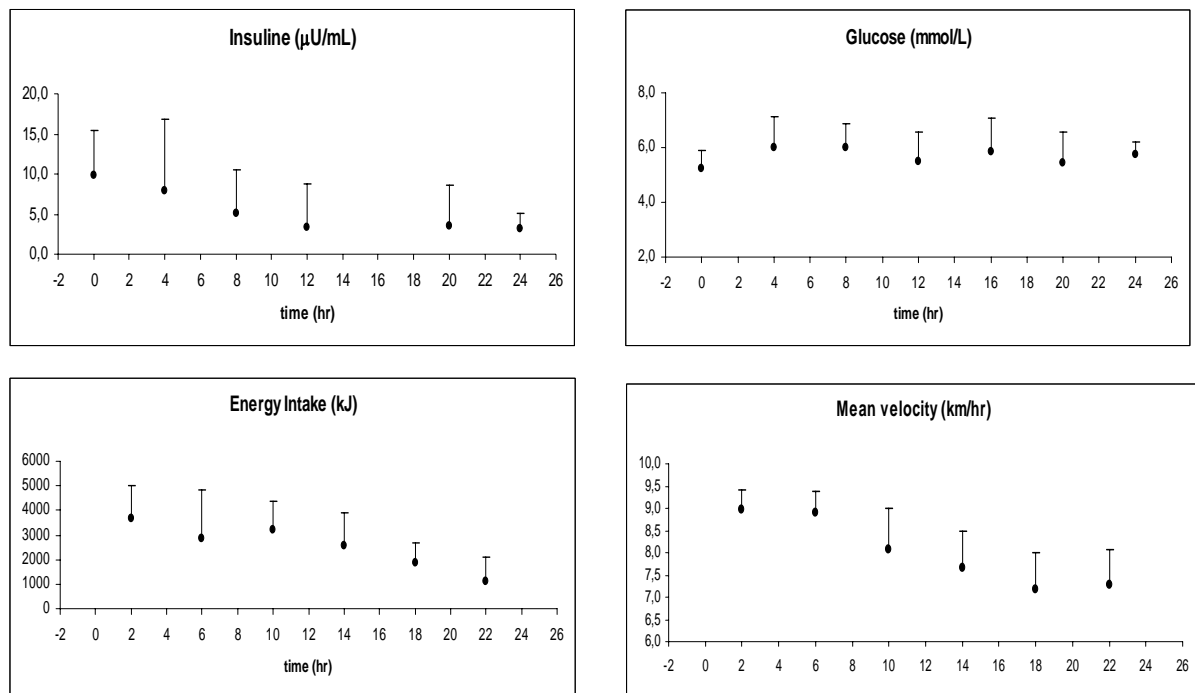 Insuline (µU/mL)
20,0
15,0
10,0
5,0
0,0
-2 0 2 4 6 8 10 12 14 16 18 20 22 24 26
time (hr)
Glucose (mmol/L)
8,0
6,0
4,0
2,0
-2 0 2 4 6 8 10 12 14 16 18 20 22 24 26
time (hr)
Energy Intake (kJ)
6000
5000
4000
3000
2000
1000
0
-2 0 2 4 6 8 10 12 14 16 18 20 22 24 26
time (hr)
Mean velocity (km/hr)
10,0
9,5
9,0
8,5
8,0
7,5
7,0
6,5
6,0
-2 0 2 4 6 8 10 12 14 16 18 20 22 24 26
time (hr)